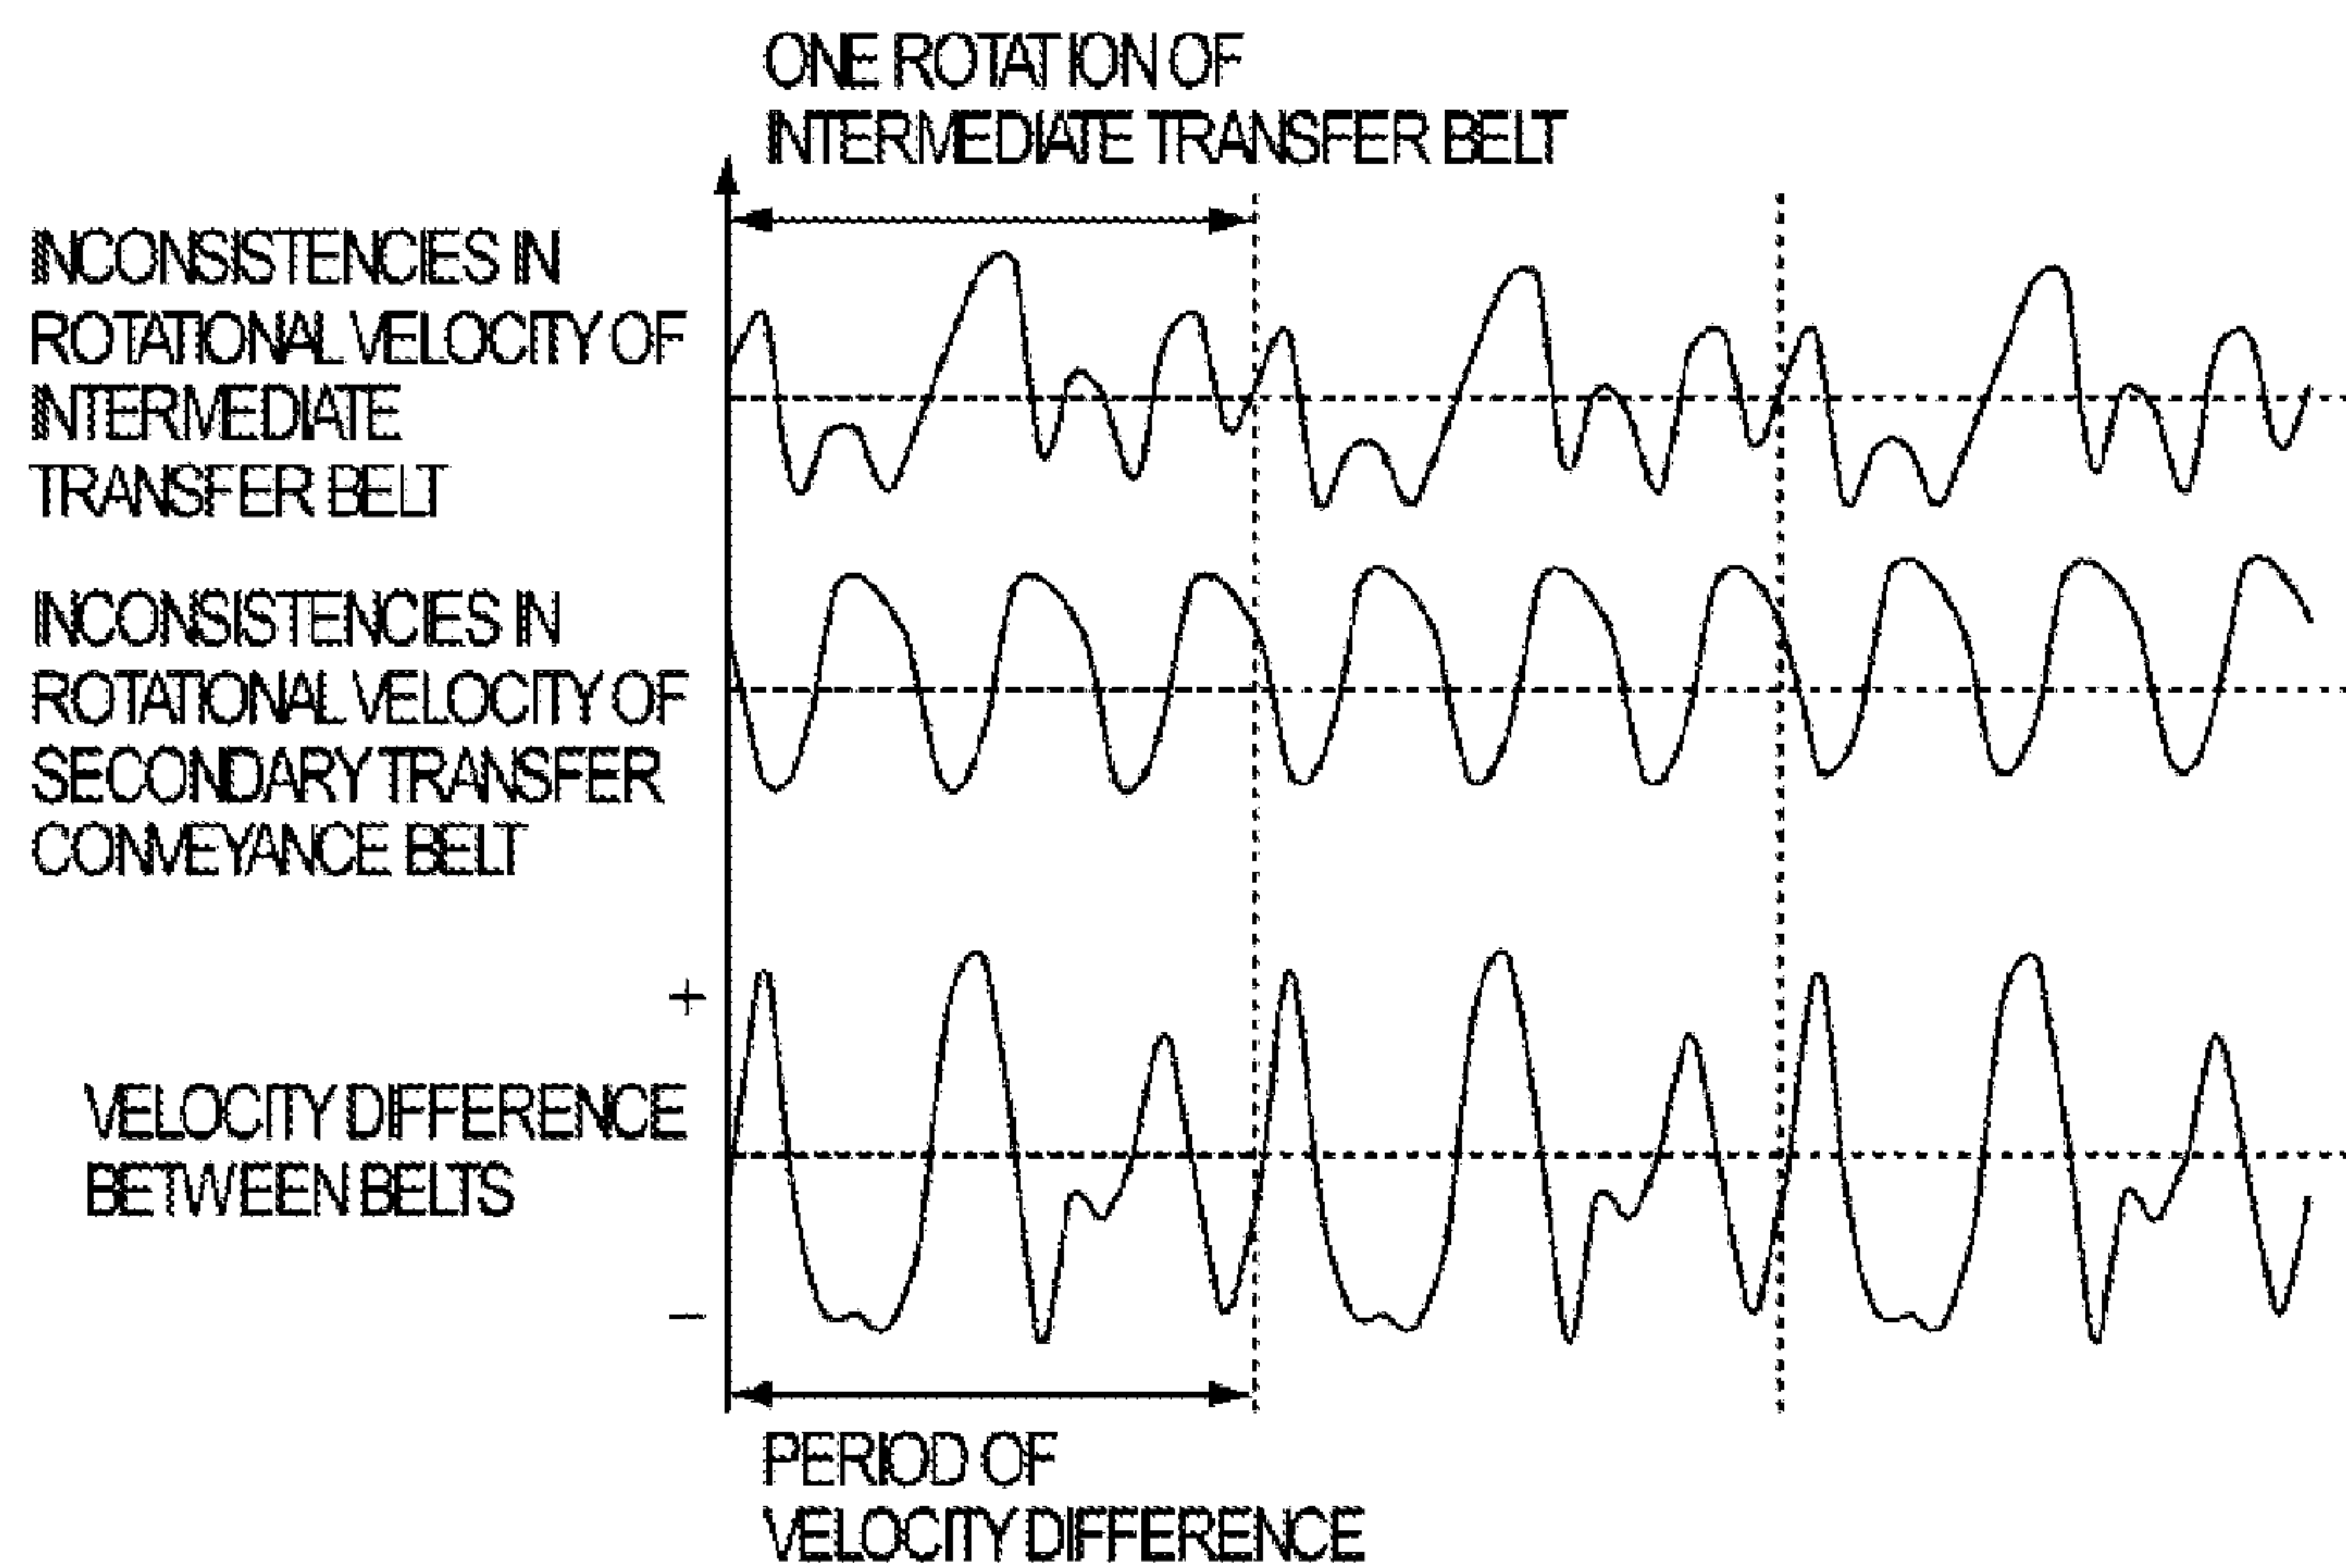 ONE ROTATION OF
INTERMEDIATE TRANSFER BELT
INCONSISTENCIES IN
ROTATIONAL VELOCITY OF
INTERMEDIATE
TRANSFER BELT
INCONSISTENCIES IN
ROTATIONAL VELOCITY OF
SECONDARY TRANSFER
CONVEYANCE BELT
+
VELOCITY DIFFERENCE
BETWEEN BELTS
−
PERIOD OF
VELOCITY DIFFERENCE